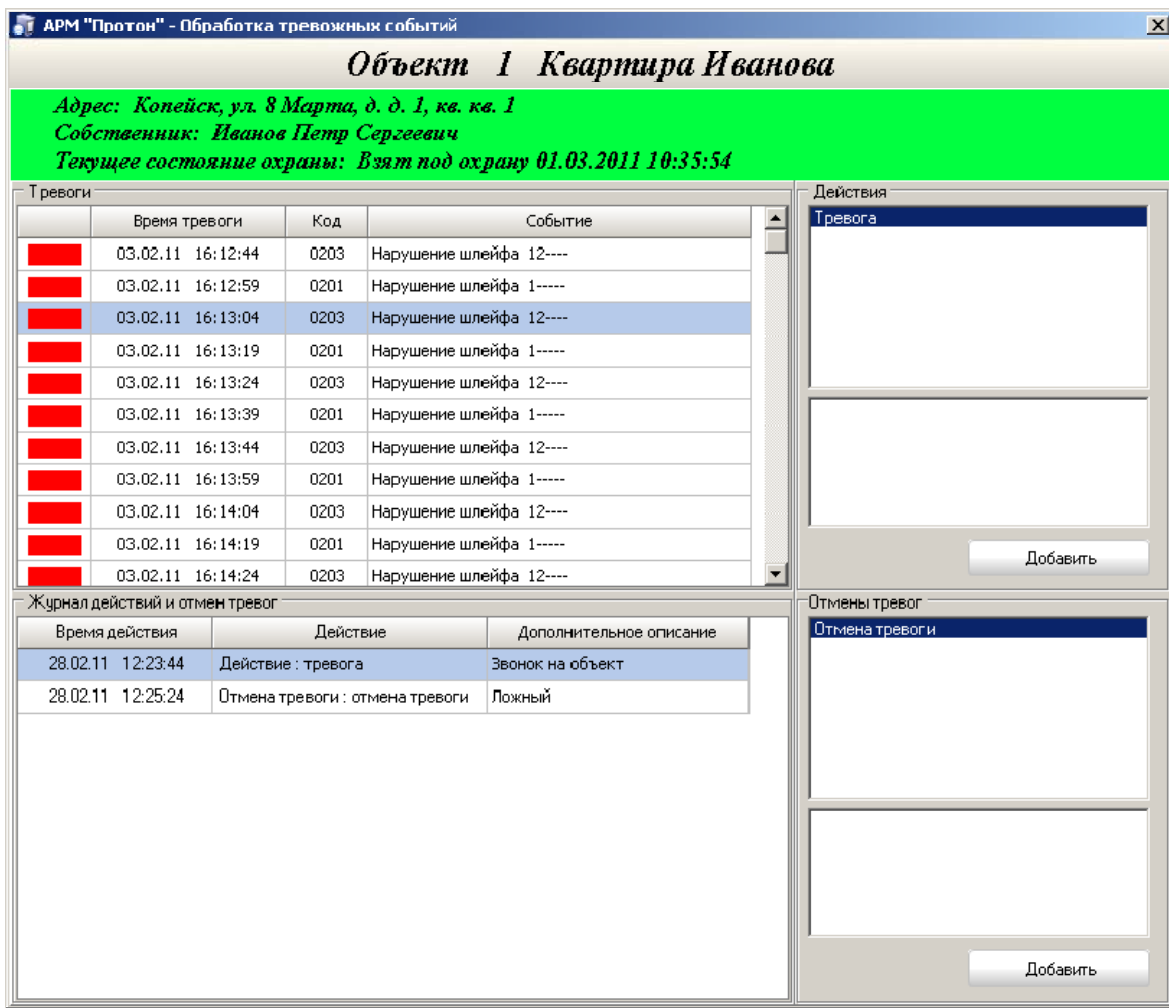 АРМ "Протон" - Обработка тревожных событий
Объект 1 Квартира Иванова
Адрес: Копейск, ул. 8 Марта, д. д. 1, кв. кв. 1
Собственник: Иванов Петр Сергеевич
Текущее состояние охраны: Взят под охрану 01.03.2011 10:35:54
Тревоги
Время тревоги Код Событие
03.02.11 16:12:44 0203 Нарушение шлейфа 12----
03.02.11 16:12:59 0201 Нарушение шлейфа 1-----
03.02.11 16:13:04 0203 Нарушение шлейфа 12----
03.02.11 16:13:19 0201 Нарушение шлейфа 1-----
03.02.11 16:13:24 0203 Нарушение шлейфа 12----
03.02.11 16:13:39 0201 Нарушение шлейфа 1-----
03.02.11 16:13:44 0203 Нарушение шлейфа 12----
03.02.11 16:13:59 0201 Нарушение шлейфа 1-----
03.02.11 16:14:04 0203 Нарушение шлейфа 12----
03.02.11 16:14:19 0201 Нарушение шлейфа 1-----
03.02.11 16:14:24 0203 Нарушение шлейфа 12----
Действия
Тревога
Добавить
Журнал действий и отмен тревог
Время действия Действие Дополнительное описание
28.02.11 12:23:44 Действие : тревога Звонок на объект
28.02.11 12:25:24 Отмена тревоги : отмена тревоги Ложный
Отмены тревог
Отмена тревоги
Добавить